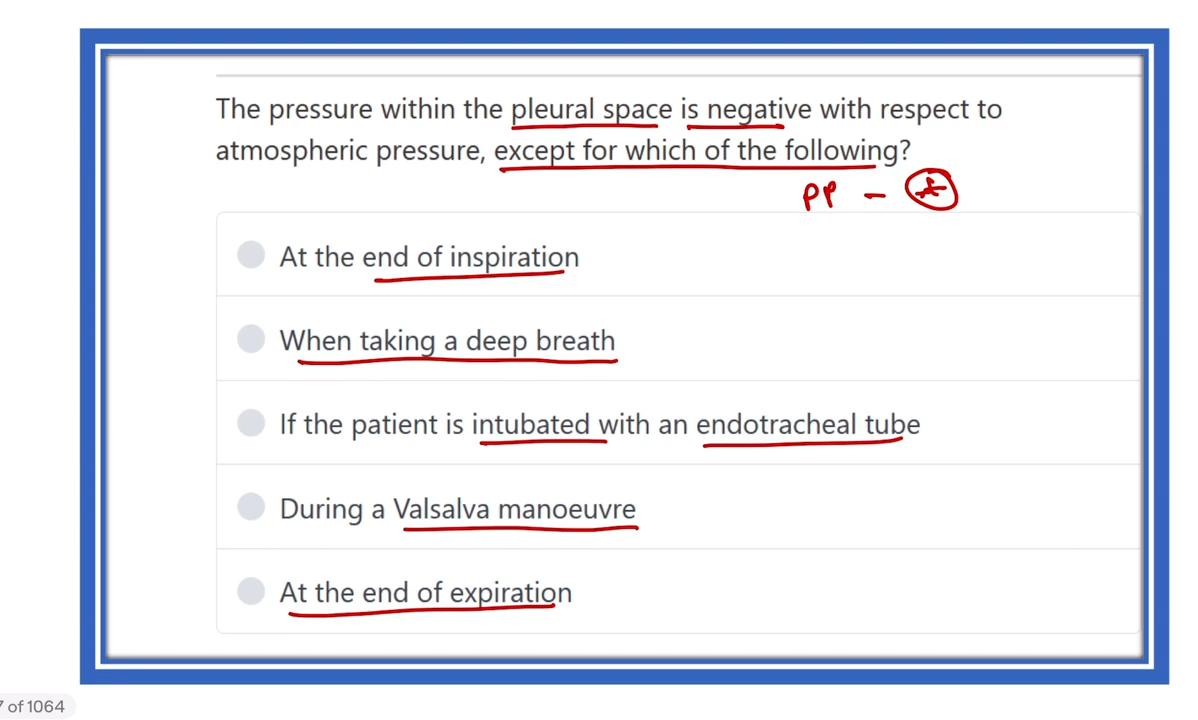 The pressure within the pleural space is negative with respect to
atmospheric pressure, except for which of the following?
PP - +
At the end of inspiration
When taking a deep breath
If the patient is intubated with an endotracheal tube
During a Valsalva manoeuvre
At the end of expiration
of 1064